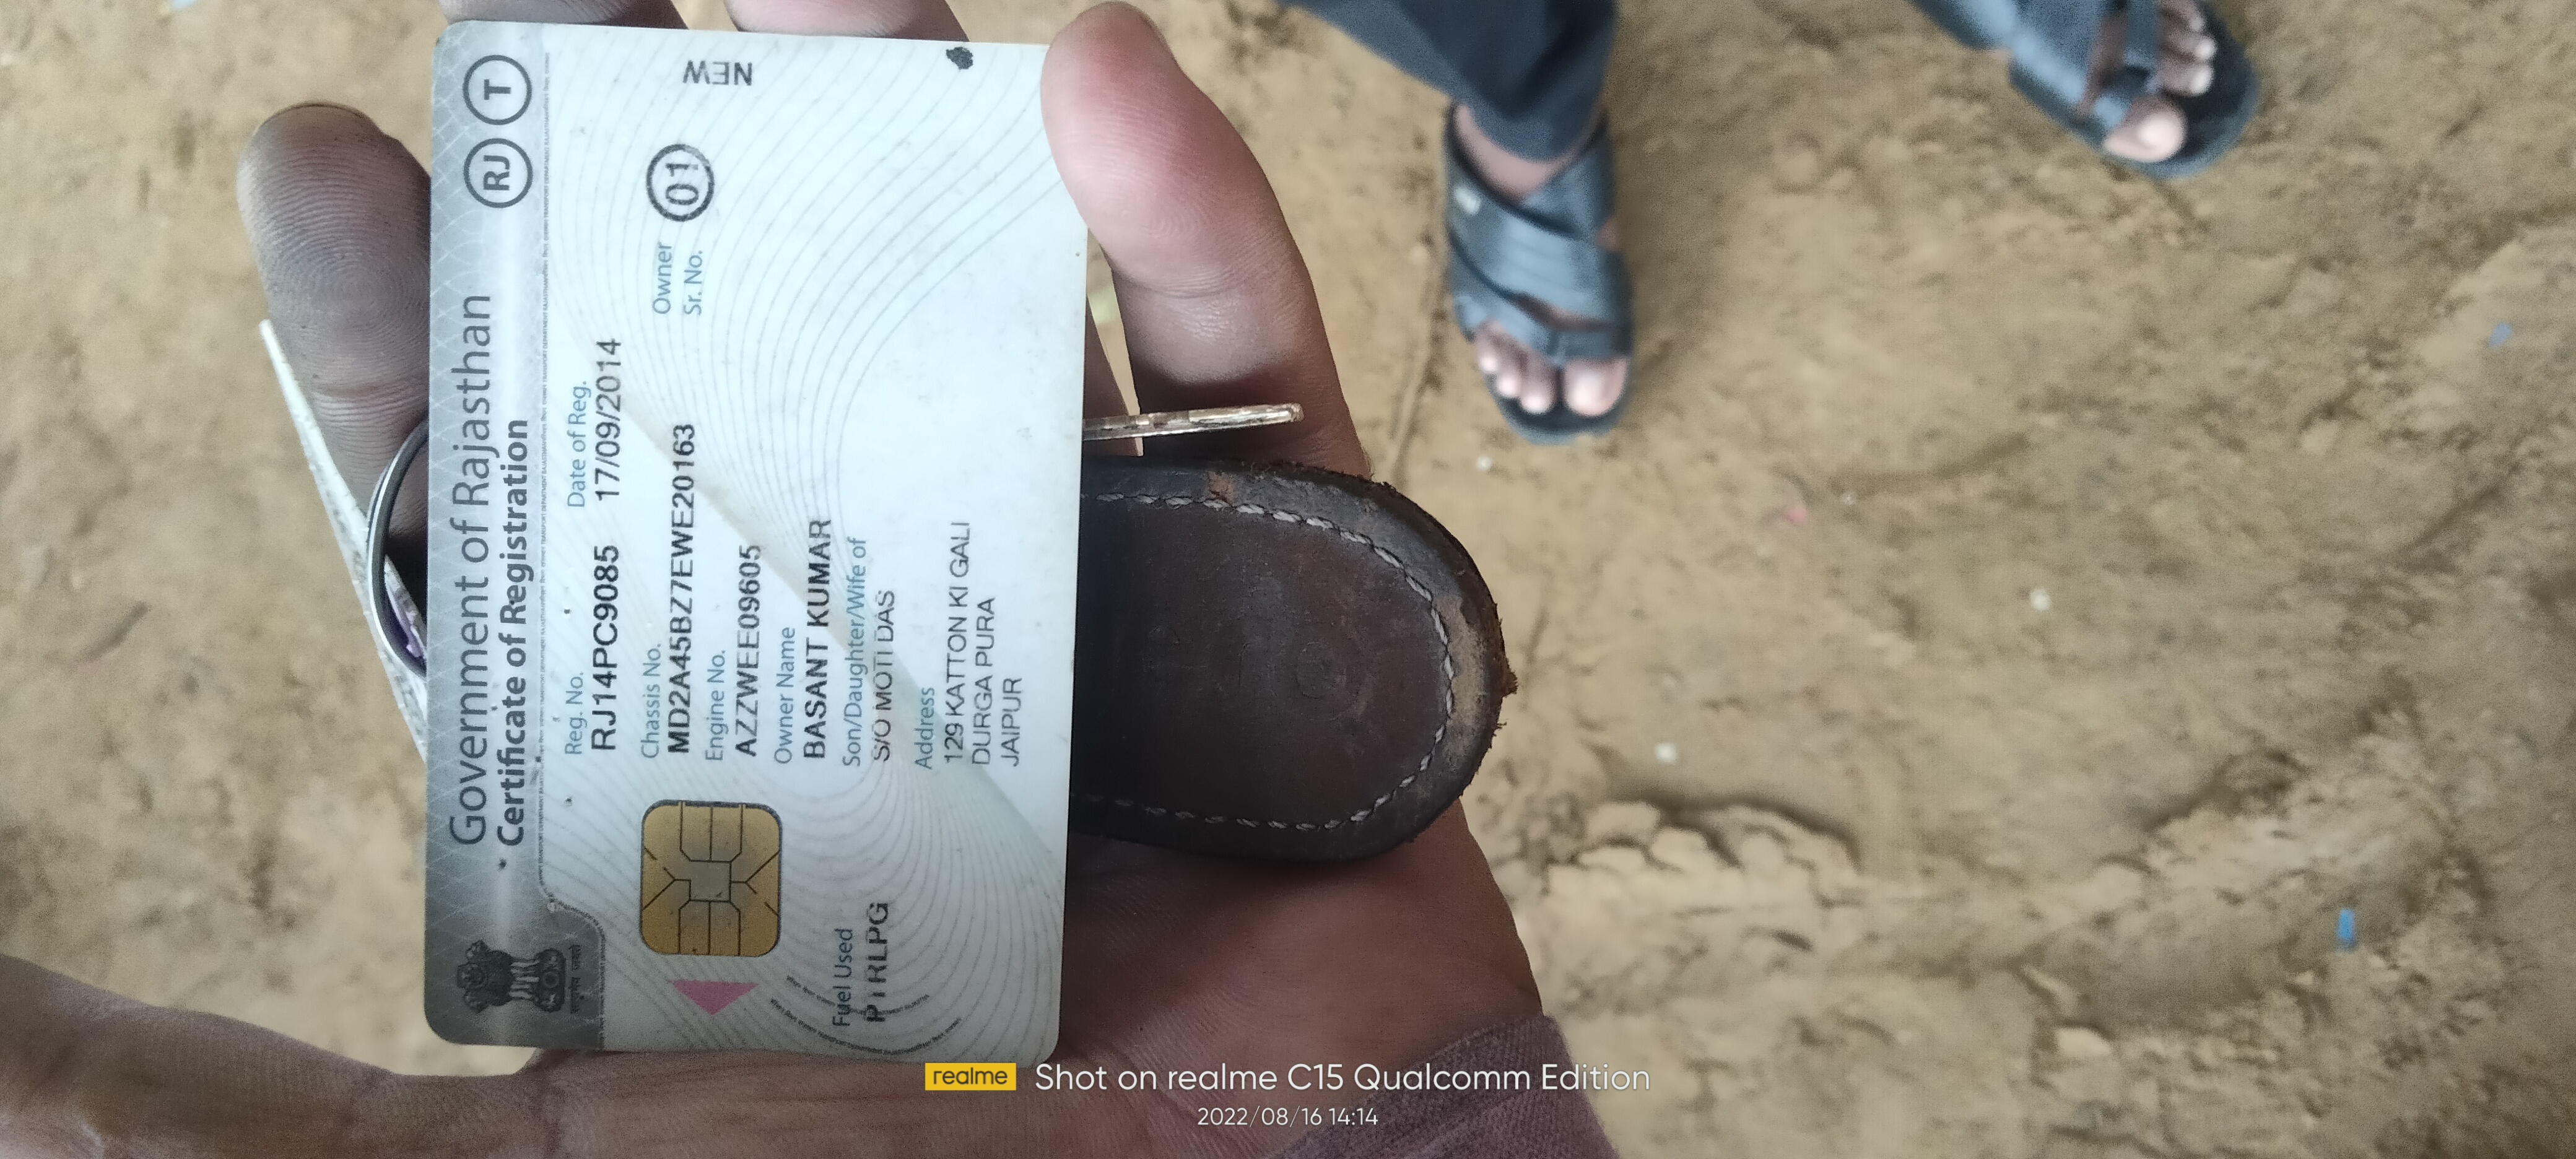 Government of Rajasthan
Certificate of Registration
RJ T
Reg. No. Date of Reg.
RJ14PC9085 17/09/2014
Chassis No. Owner
MD2A45BZ7EWE20163 Sr. No. 01
Engine No.
AZZWEE09605
NEW
Owner Name
BASANT KUMAR
Son/Daughter/Wife of
S/O MOTI DAS
Address
129 KATTON KI GALI
DURGA PURA
JAIPUR
Fuel Used
realme Shot on realme C15 Qualcomm Edition
2022/08/16 14:14